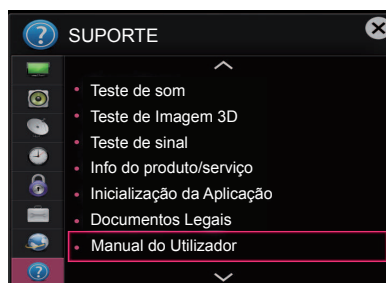 SUPORTE
Teste de som
Teste de Imagem 3D
Teste de sinal
Info do produto/serviço
Inicialização da Aplicação
Documentos Legais
Manual do Utilizador